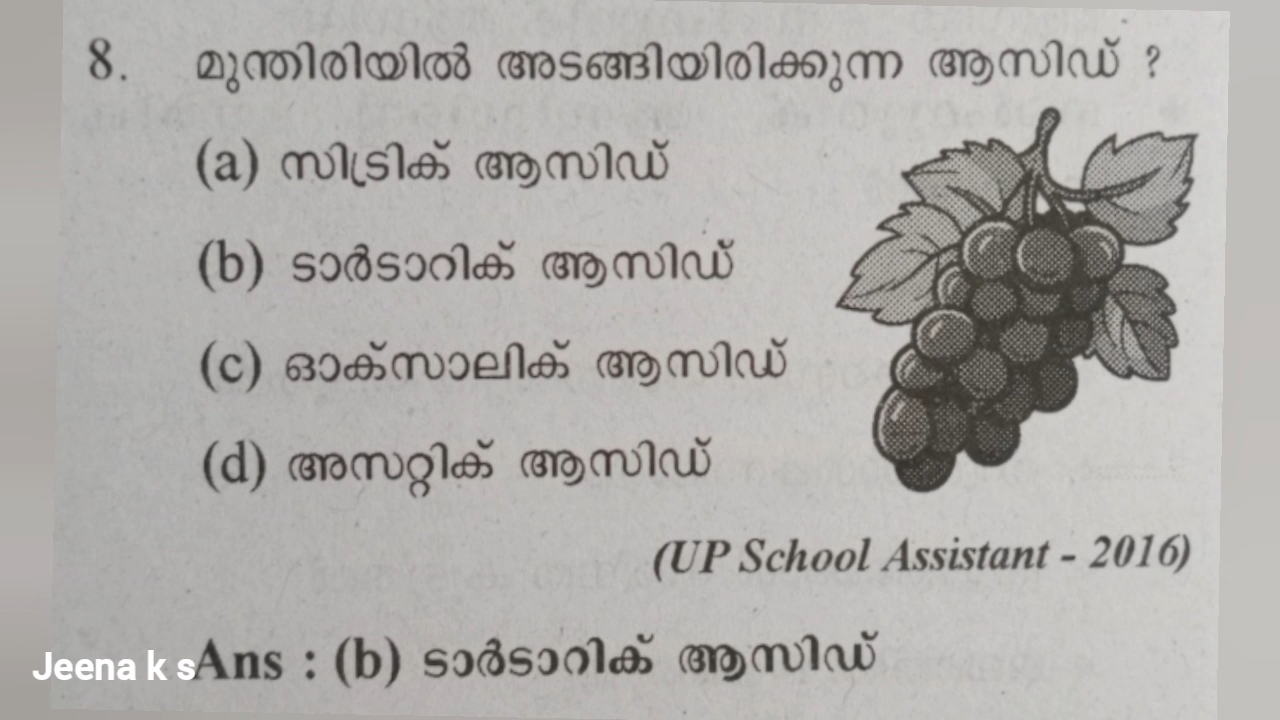 8. മുന്തിരിയിൽ അടങ്ങിയിരിക്കുന്ന ആസിഡ് ?
(a) സിട്രിക് ആസിഡ്
(b) ടാർടാറിക് ആസിഡ്
(c) ഓക്സാലിക് ആസിഡ്
(d) അസറ്റിക് ആസിഡ്
(UP School Assistant - 2016)
Ans : (b) ടാർടാറിക് ആസിഡ്
Jeena k s